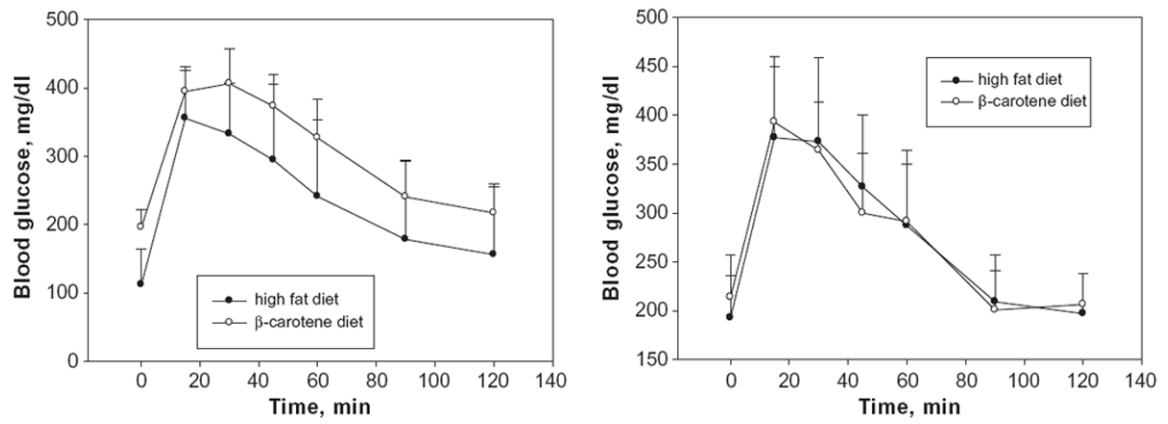 Blood glucose, mg/dl
500
400
300
200
100
0
high fat diet
β-carotene diet
0 20 40 60 80 100 120 140
Time, min
Blood glucose, mg/dl
500
450
400
350
300
250
200
150
high fat diet
β-carotene diet
0 20 40 60 80 100 120 140
Time, min